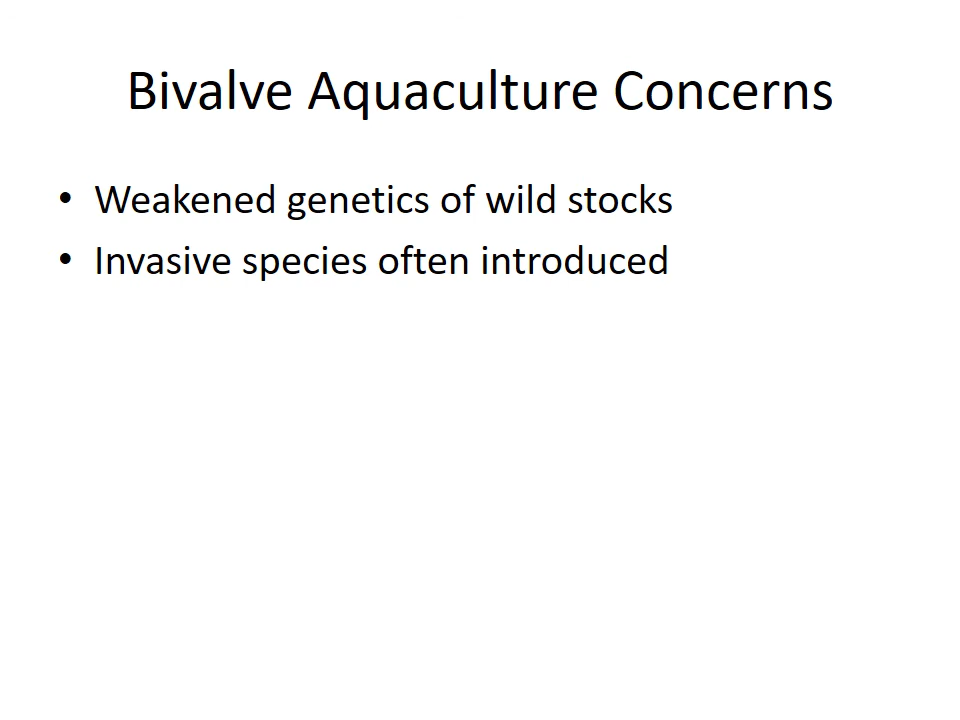 Bivalve Aquaculture Concerns
• Weakened genetics of wild stocks
• Invasive species often introduced